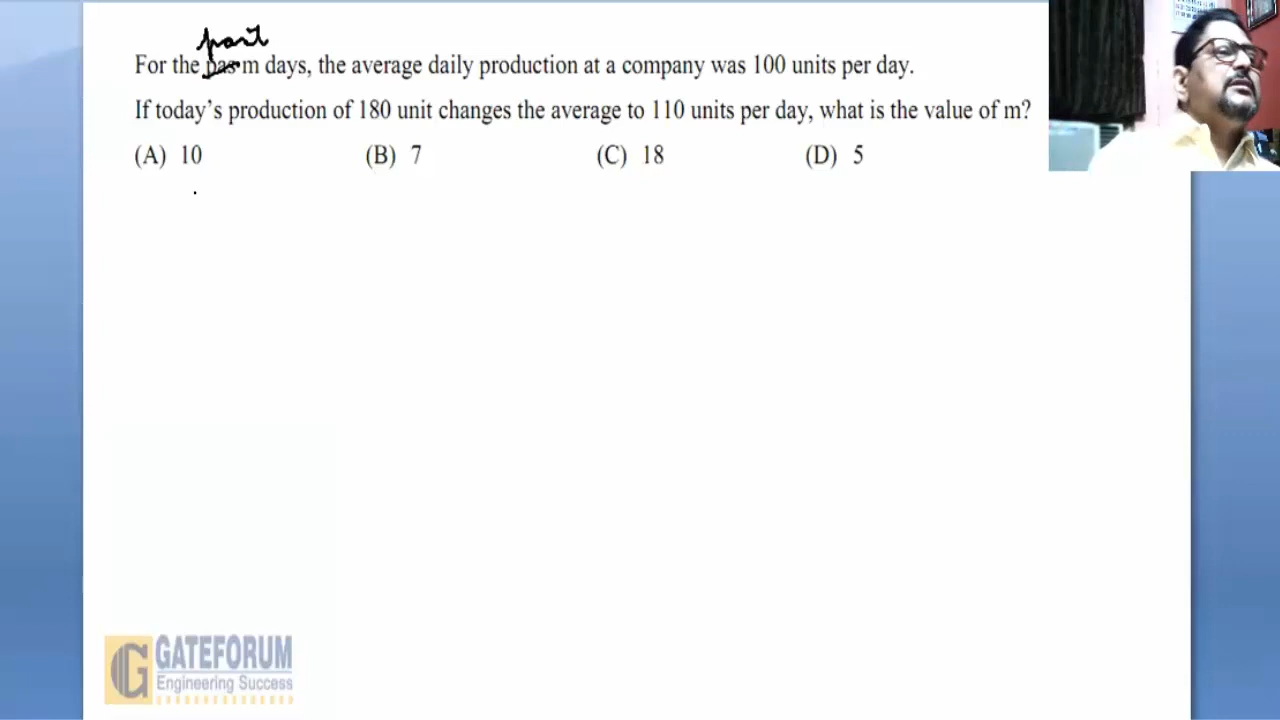 past
For the pas m days, the average daily production at a company was 100 units per day.
If today's production of 180 unit changes the average to 110 units per day, what is the value of m?
(A) 10 (B) 7 (C) 18 (D) 5
GATEFORUM
Engineering Success